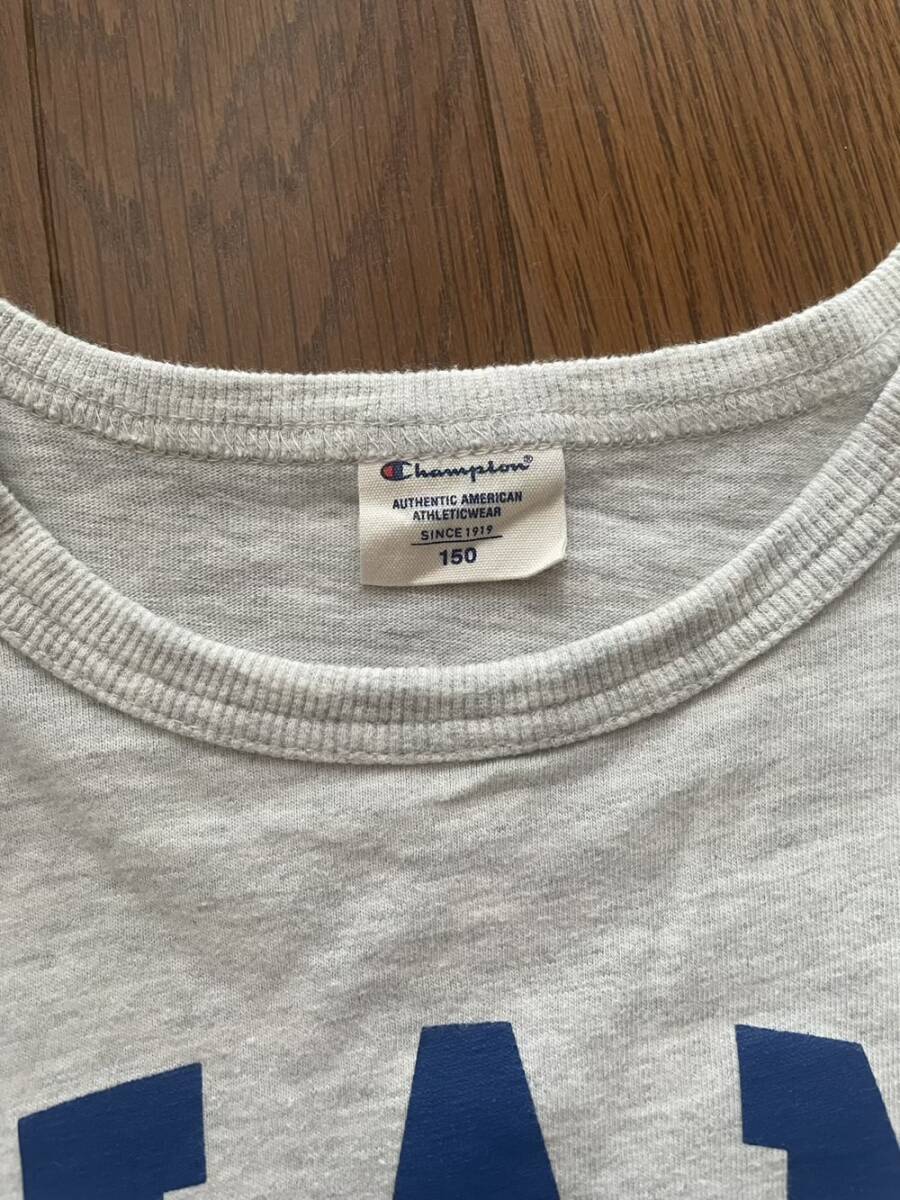 Champion®
AUTHENTIC AMERICAN
ATHLETICWEAR
SINCE 1919
150